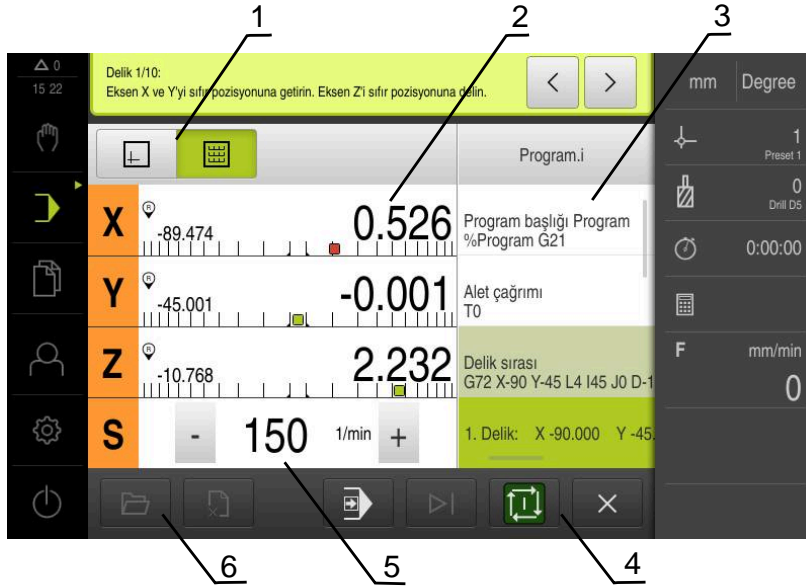 1 2 3
0
15 22
Delik 1/10:
Eksen X ve Y'yi sıfır pozisyonuna getirin. Eksen Z'i sıfır pozisyonuna delin.
mm Degree
Program.i
1
Preset 1
0
Drill D5
0:00:00
F mm/min
0
X R -89.474 0.526
Y R -45.001 -0.001
Z R -10.768 2.232
S - 150 1/min +
Program başlığı Program
%Program G21
Alet çağrımı
T0
Delik sırası
G72 X-90 Y-45 L4 I45 J0 D-1
1. Delik: X -90.000 Y -45.
6 5 4